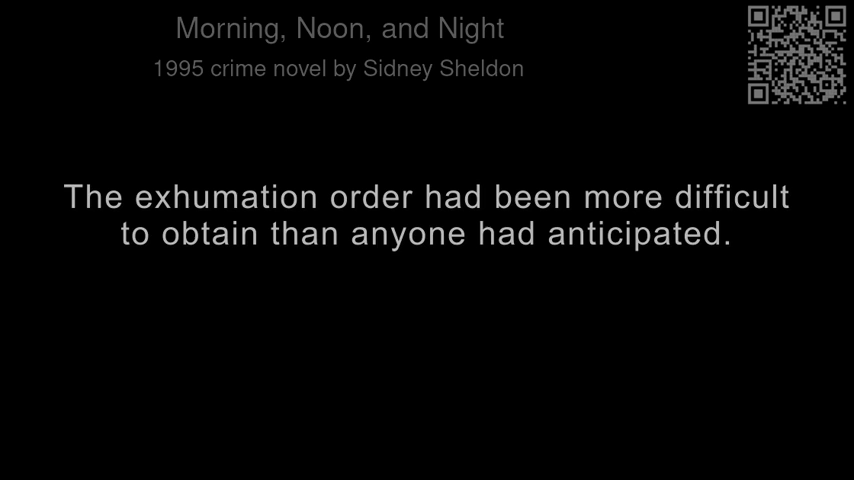 Morning, Noon, and Night
1995 crime novel by Sidney Sheldon
The exhumation order had been more difficult
to obtain than anyone had anticipated.